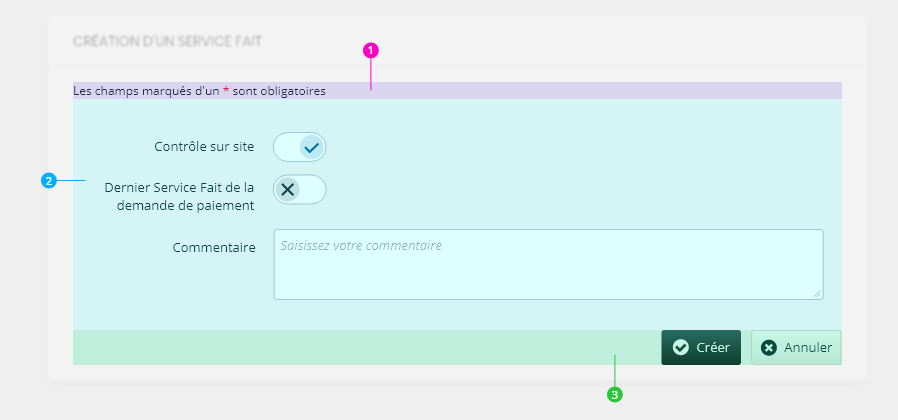 CRÉATION D'UN SERVICE FAIT
1
Les champs marqués d'un * sont obligatoires
Contrôle sur site
2
Dernier Service Fait de la
demande de paiement
Commentaire
Saisissez votre commentaire
Créer
Annuler
3